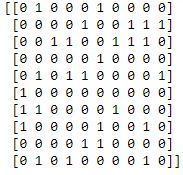 [[0 1 0 0 0 1 0 0 0 0]
[0 0 0 0 1 0 0 1 1 1]
[0 0 1 1 0 0 1 1 1 0]
[0 0 0 0 0 1 0 0 0 0]
[0 1 0 1 1 0 0 0 0 1]
[1 0 0 0 0 0 0 0 0 0]
[1 1 0 0 0 0 1 0 0 0]
[1 0 0 0 0 1 0 0 1 0]
[0 0 0 0 1 1 0 0 0 0]
[0 1 0 1 0 0 0 0 1 0]]